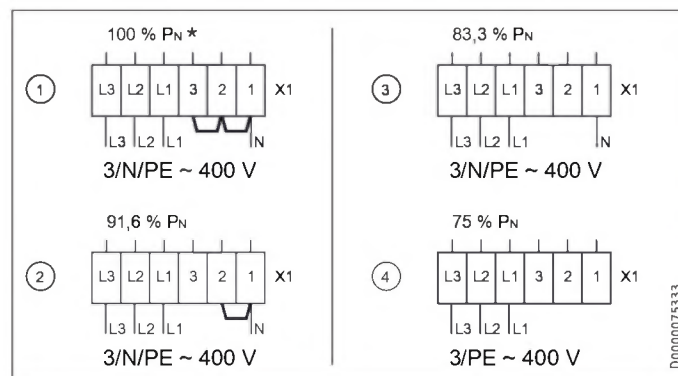 100 % PN *
1
L3 L2 L1 3 2 1 X1
L3 L2 L1 N
3/N/PE ~ 400 V
91,6 % PN
2
L3 L2 L1 3 2 1 X1
L3 L2 L1 N
3/N/PE ~ 400 V
83,3 % PN
3
L3 L2 L1 3 2 1 X1
L3 L2 L1 N
3/N/PE ~ 400 V
75 % PN
4
L3 L2 L1 3 2 1 X1
L3 L2 L1
3/PE ~ 400 V
D0000075333